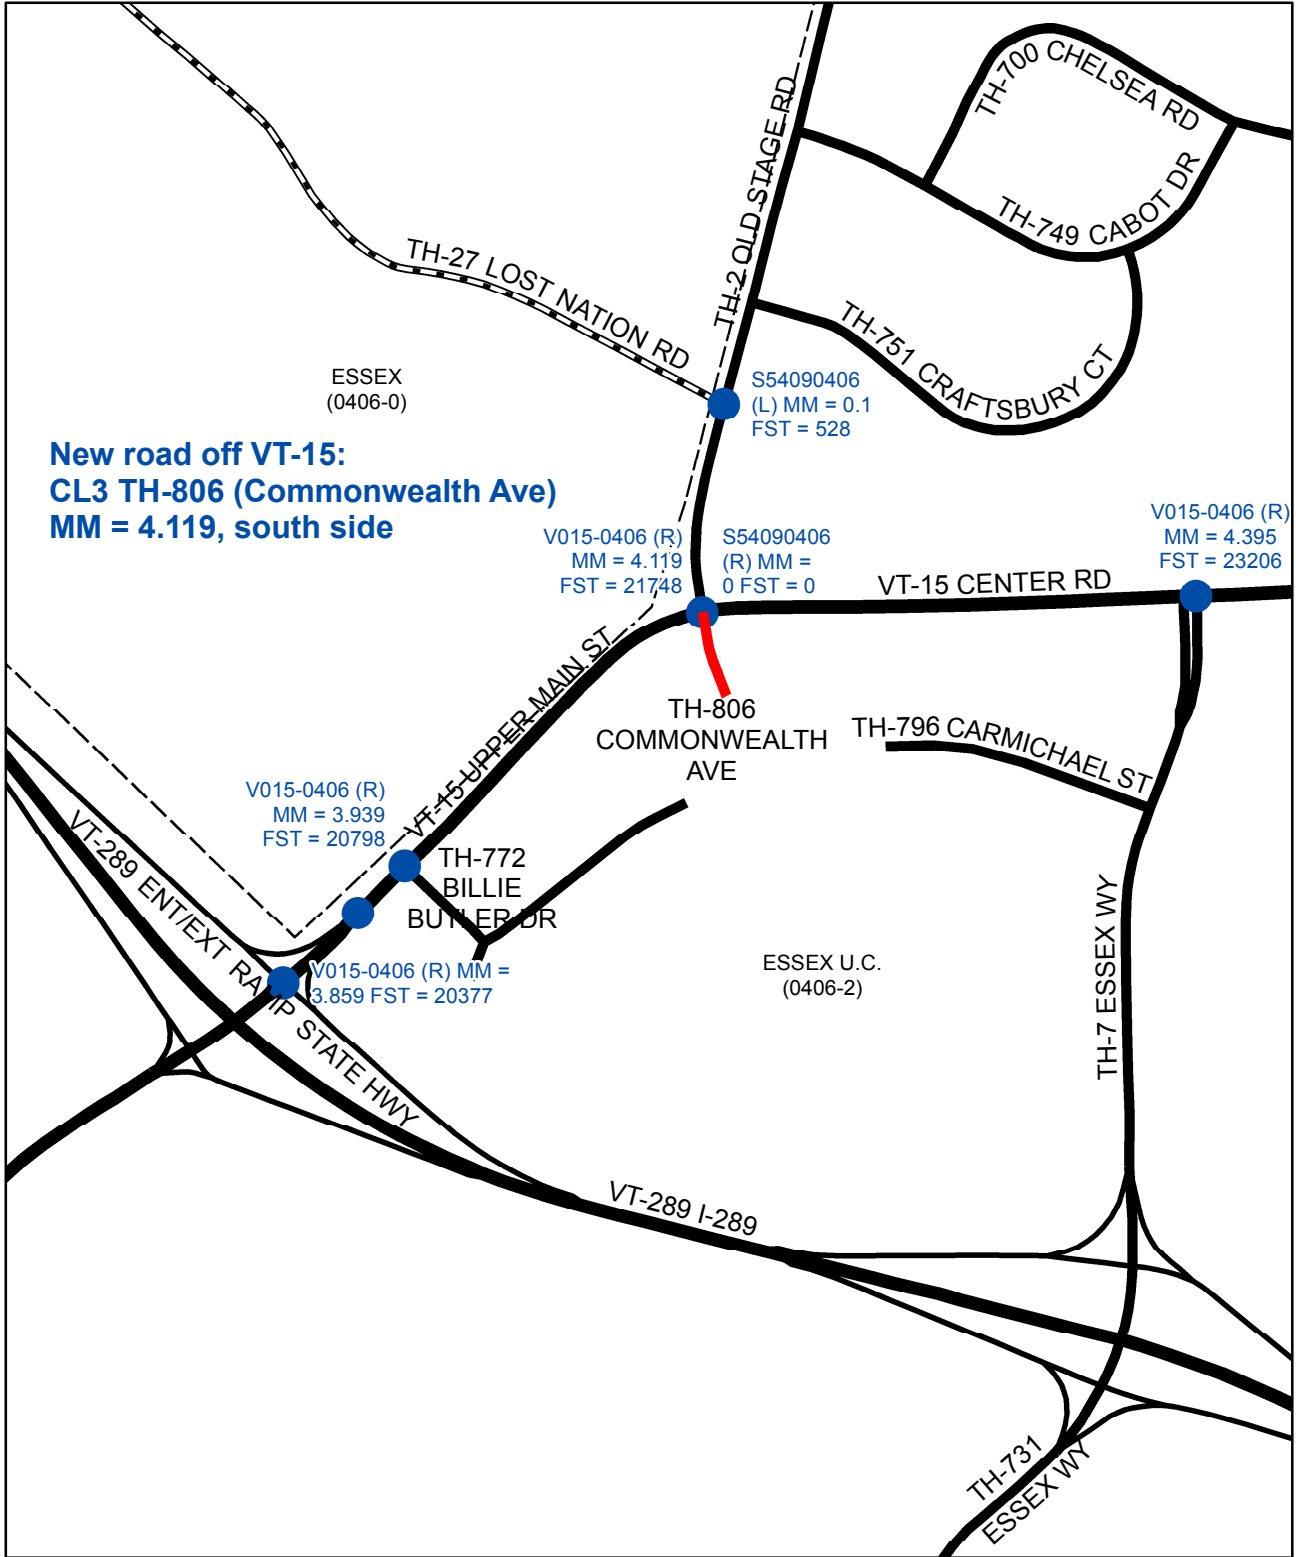 TH-700 CHELSEA RD
TH-749 CABOT DR
TH-2 OLD STAGE RD
TH-27 LOST NATION RD
TH-751 CRAFTSBURY CT
ESSEX
(0406-0)
S54090406
(L) MM = 0.1
FST = 528
New road off VT-15:
CL3 TH-806 (Commonwealth Ave)
MM = 4.119, south side
V015-0406 (R)
MM = 4.119
FST = 21748
S54090406
(R) MM =
0 FST = 0
V015-0406 (R)
MM = 4.395
FST = 23206
VT-15 CENTER RD
VT-15 UPPER MAIN ST
TH-806
COMMONWEALTH
AVE
TH-796 CARMICHAEL ST
V015-0406 (R)
MM = 3.939
FST = 20798
TH-772
BILLIE
BUTLER DR
VT-289 ENT/EXT RAMP STATE HWY
V015-0406 (R) MM =
3.859 FST = 20377
ESSEX U.C.
(0406-2)
TH-7 ESSEX WY
VT-289 I-289
TH-731
ESSEX WY